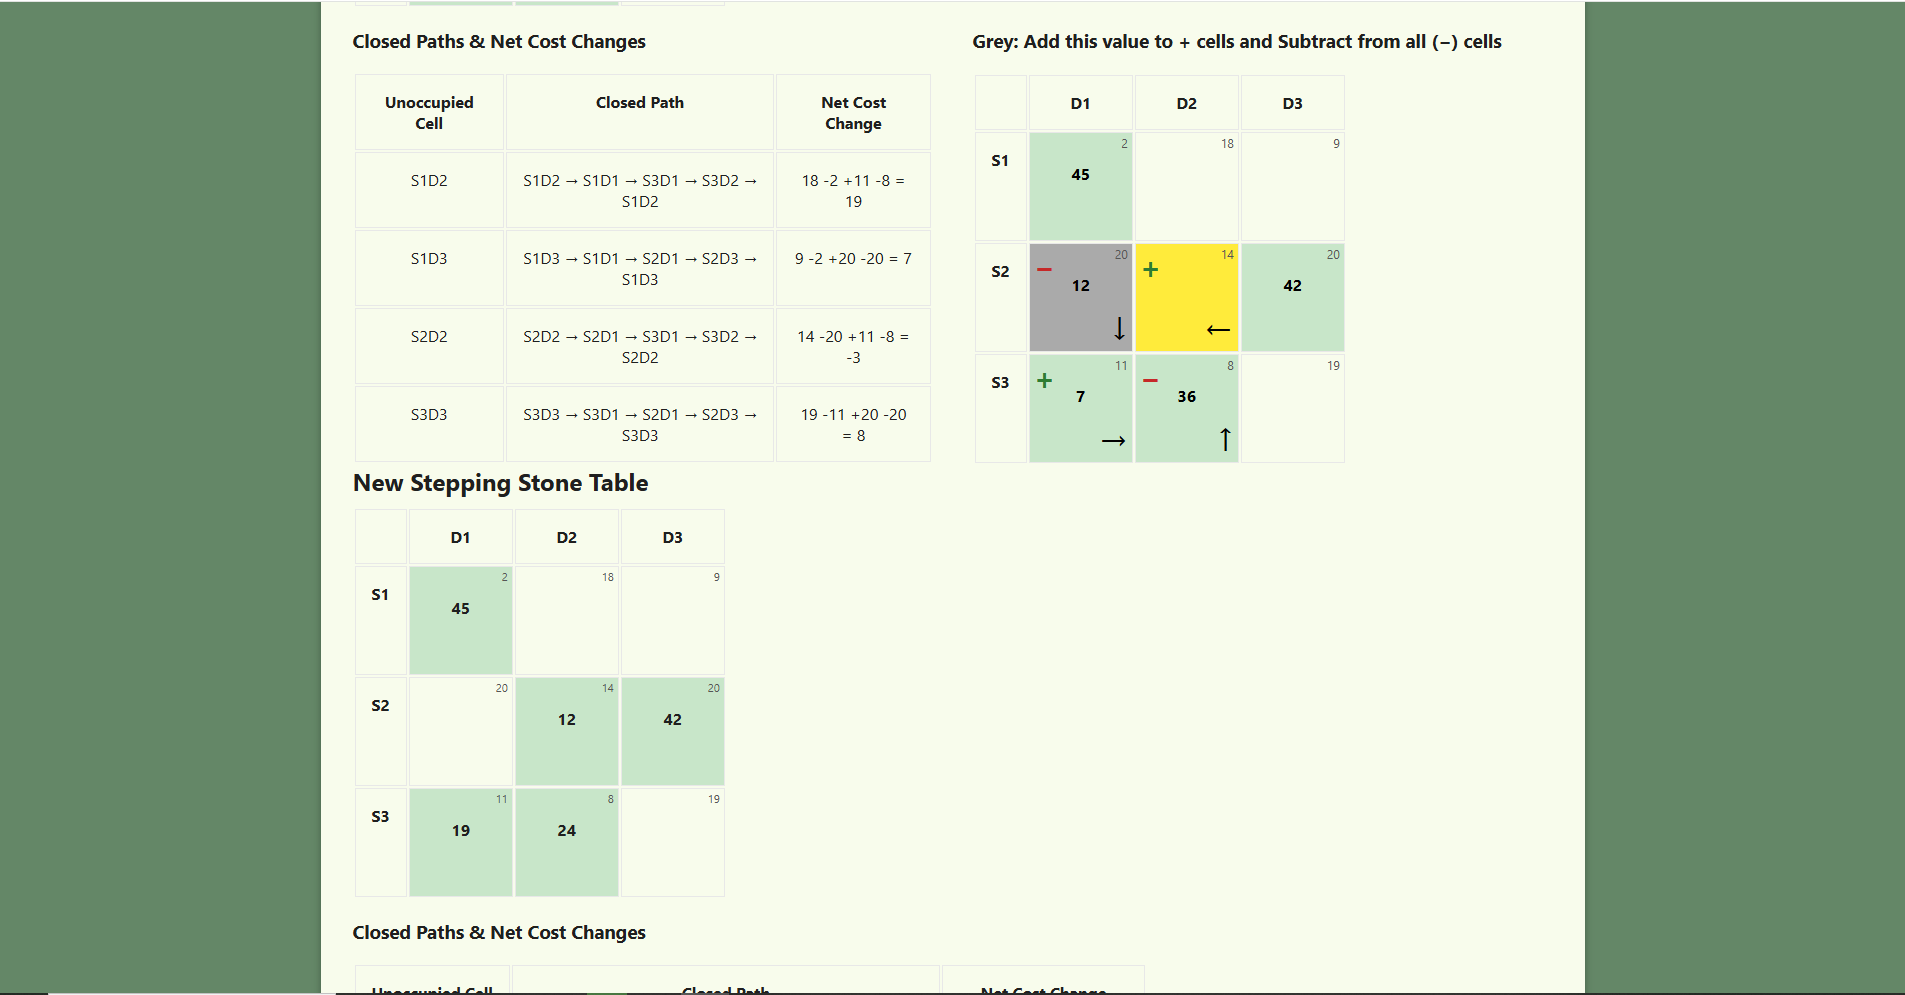 Closed Paths & Net Cost Changes
Unoccupied Cell Closed Path Net Cost Change
S1D2 S1D2 → S1D1 → S3D1 → S3D2 → S1D2 18 -2 +11 -8 = 19
S1D3 S1D3 → S1D1 → S2D1 → S2D3 → S1D3 9 -2 +20 -20 = 7
S2D2 S2D2 → S2D1 → S3D1 → S3D2 → S2D2 14 -20 +11 -8 = -3
S3D3 S3D3 → S3D1 → S2D1 → S2D3 → S3D3 19 -11 +20 -20 = 8
Grey: Add this value to + cells and Subtract from all (−) cells
D1 D2 D3
2 18 9
S1 45
20 14 20
S2 − 12 + 42
↓ ←
11 8 19
S3 + 7 − 36
→ ↑
New Stepping Stone Table
D1 D2 D3
2 18 9
S1 45
20 14 20
S2 12 42
11 8 19
S3 19 24
Closed Paths & Net Cost Changes
Unoccupied Cell Closed Path Net Cost Change